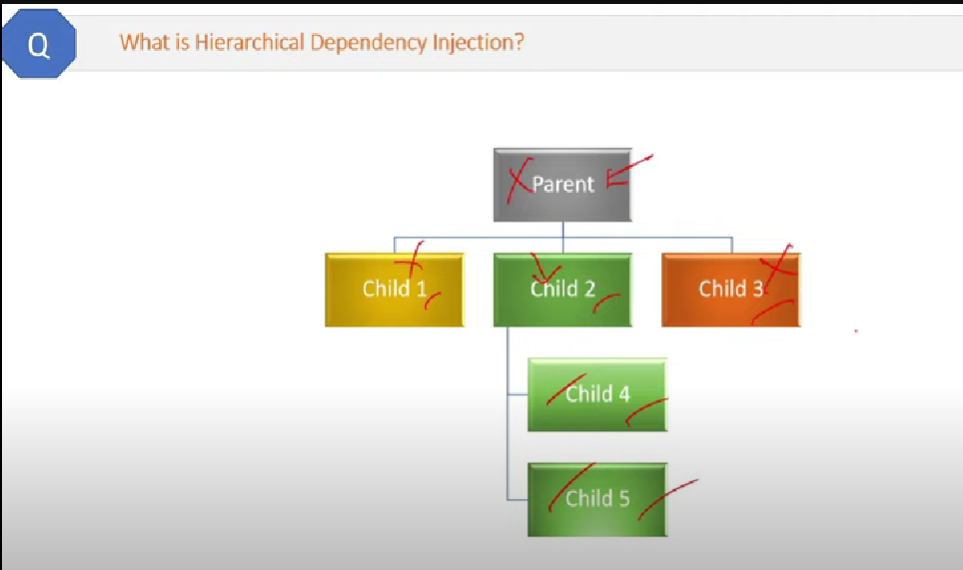 Q
What is Hierarchical Dependency Injection?
Parent
Child 1
Child 2
Child 3
Child 4
Child 5